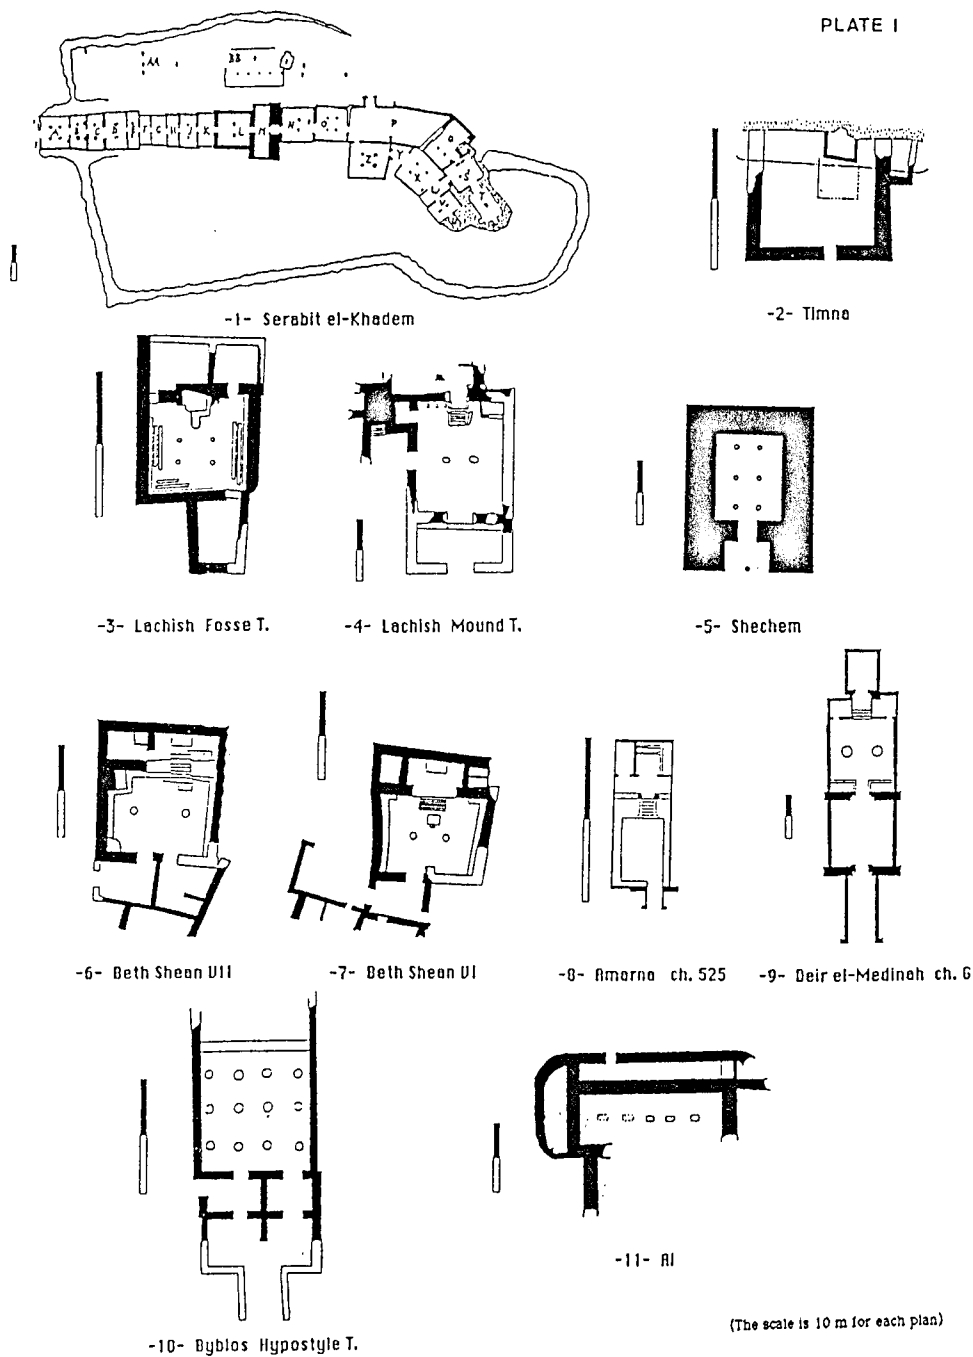 PLATE I
-1- Serabit el-Khadem
-2- Timna
-3- Lachish Fosse T.
-4- Lachish Mound T.
-5- Shechem
-6- Beth Shean VII
-7- Beth Shean VI
-8- Amarna ch. 525
-9- Deir el-Medinah ch. G
-10- Byblos Hypostyle T.
-11- Ai
(The scale is 10 m for each plan)